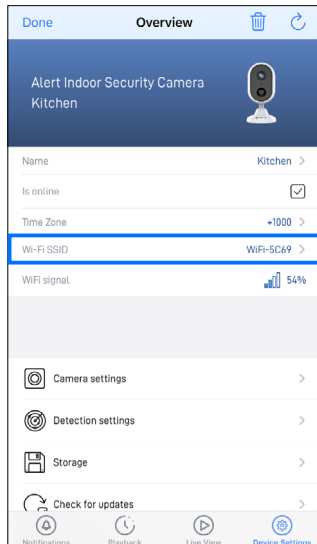 Done Overview
Alert Indoor Security Camera
Kitchen
Name Kitchen
Is online
Time Zone +1000
Wi-Fi SSID WiFi-5C69
WiFi signal 54%
Camera settings
Detection settings
Storage
Check for updates
Notifications Playback Live View Device Settings